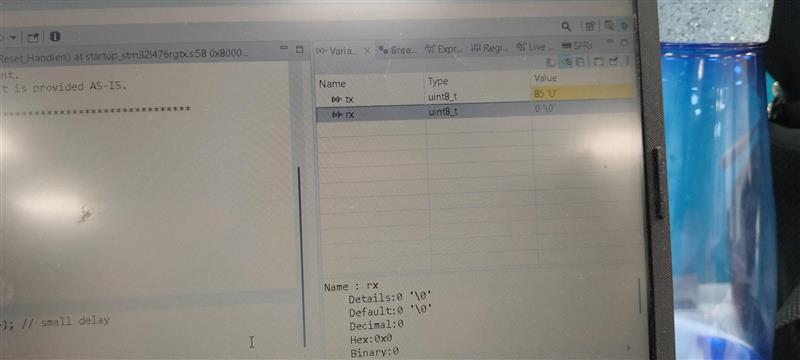 Reset_Handler() at startup_stm32l476rgtx.s:58 0x8000...
nt.
t is provided AS-IS.
******************************
); // small delay
(x)= Varia... × Brea... Expr... Regi... Live ... SFRs
Name Type Value
(x)= tx uint8_t 85 'U'
(x)= rx uint8_t 0 '\0'
Name : rx
Details:0 '\0'
Default:0 '\0'
Decimal:0
Hex:0x0
Binary:0